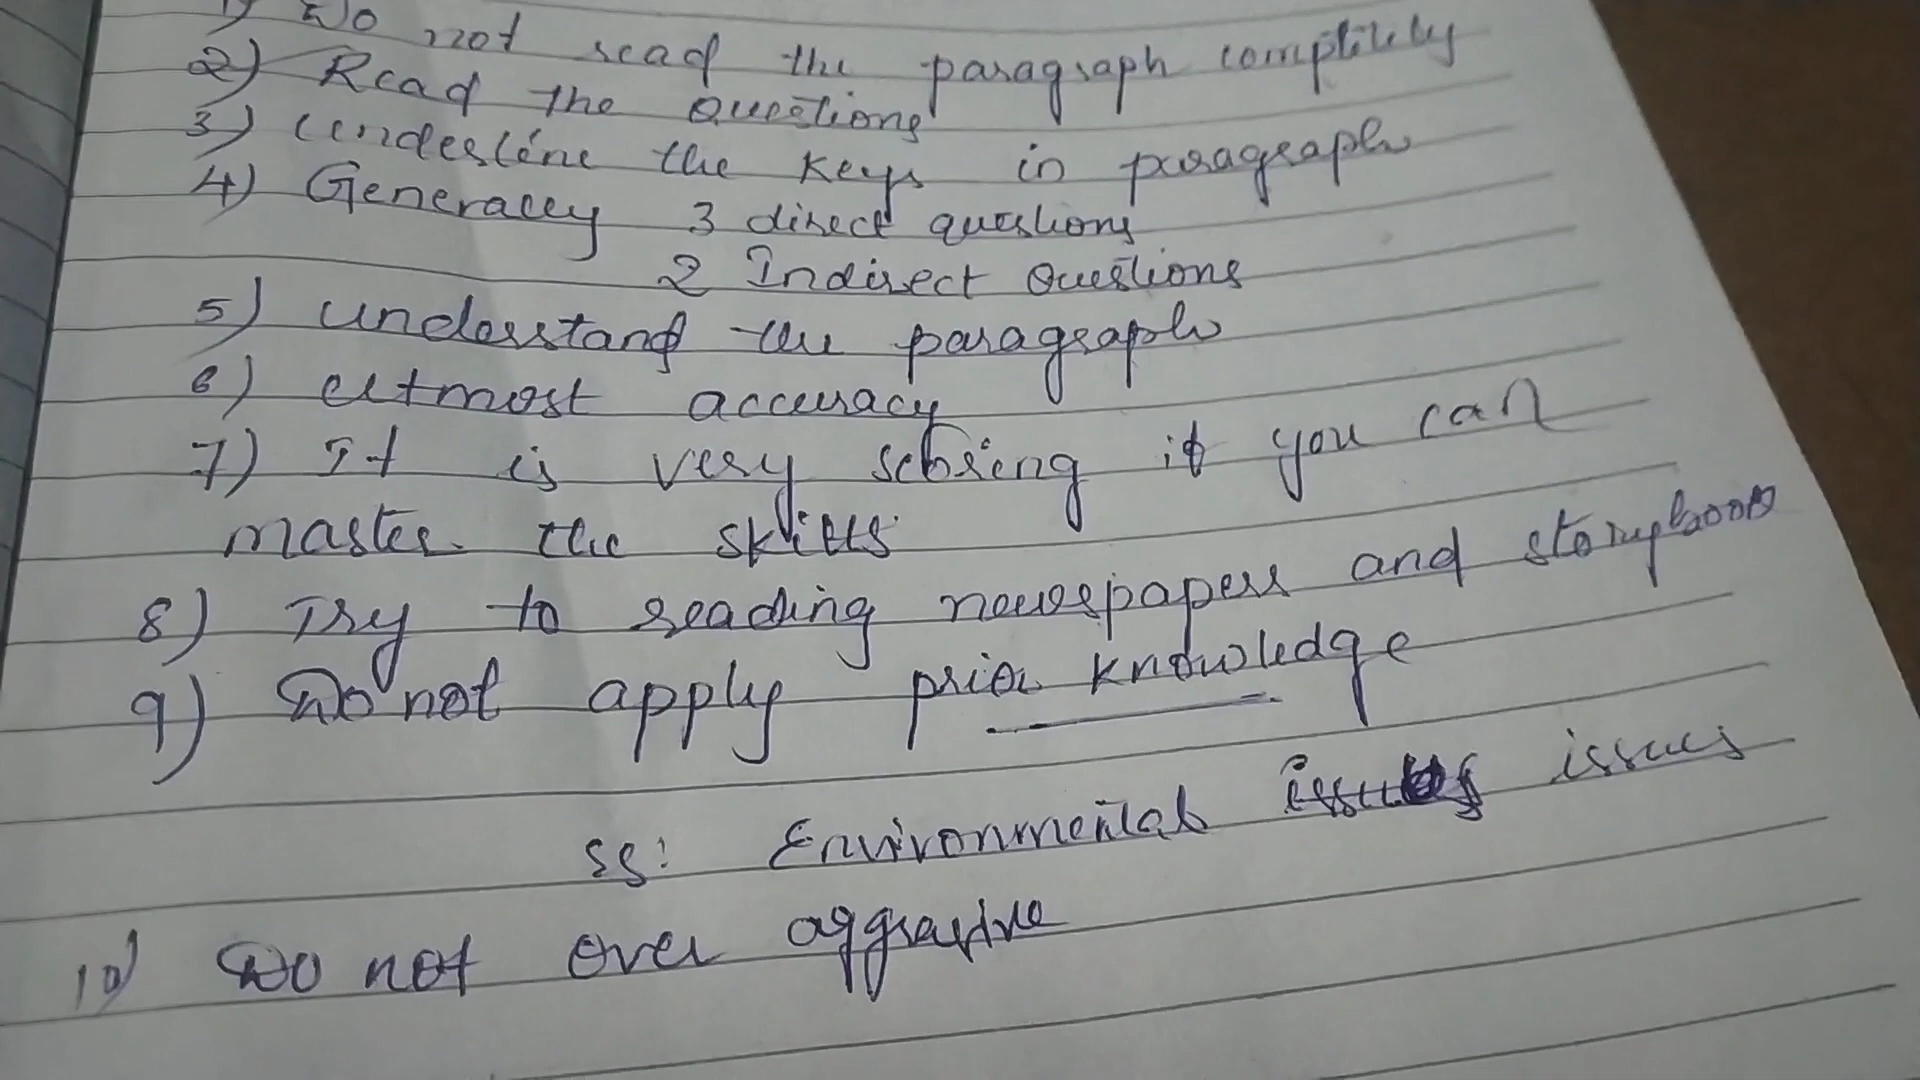 1) Do not read the paragraph complitely
2) Read the Questions
3) Underline the Keys in paragraph
4) Generally 3 direct questions
2 Indirect Questions
5) understand the paragraph
6) utmost accuracy
7) It is very scoring if you can
master the skills.
8) Try to reading newspapers and storybooks
9) Do not apply prior knowledge
Environmental issues
10) Do not over aggrasive